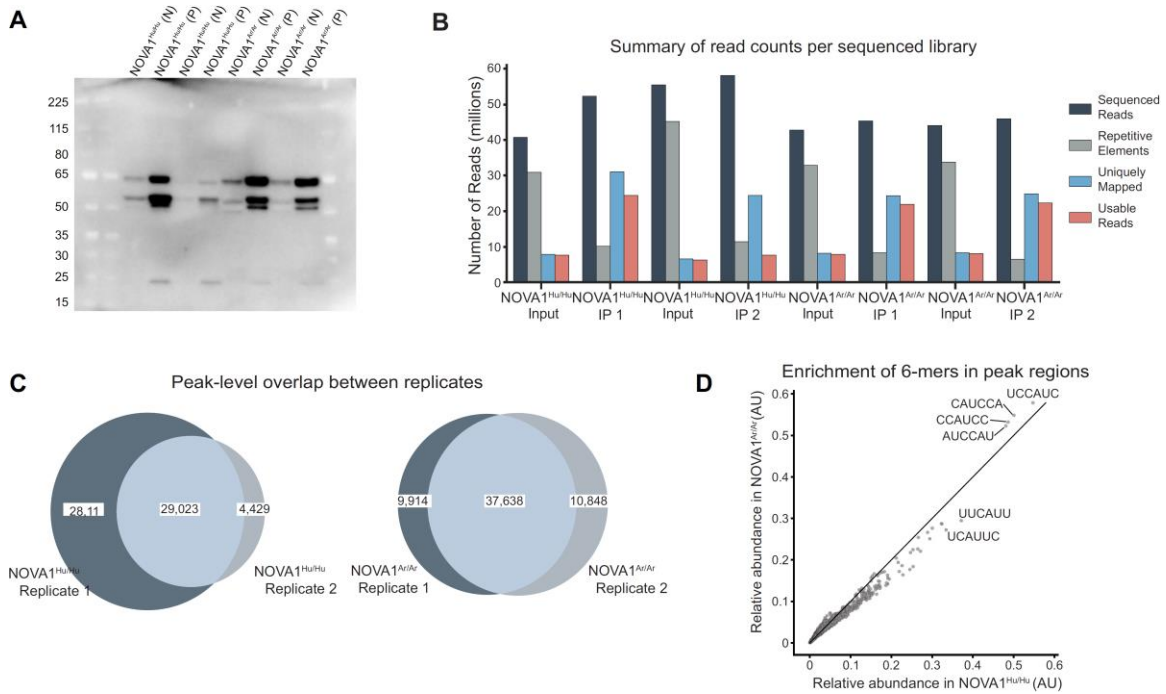 A
NOVA1Hu/Hu (N)
NOVA1Hu/Hu (P)
NOVA1Hu/Hu (N)
NOVA1Hu/Hu (P)
NOVA1Ar/Ar (N)
NOVA1Ar/Ar (P)
NOVA1Ar/Ar (N)
NOVA1Ar/Ar (P)
225
115
80
65
50
35
30
25
15
B
Summary of read counts per sequenced library
Number of Reads (millions)
60
50
40
30
20
10
0
NOVA1Hu/Hu Input
NOVA1Hu/Hu IP 1
NOVA1Hu/Hu Input
NOVA1Hu/Hu IP 2
NOVA1Ar/Ar Input
NOVA1Ar/Ar IP 1
NOVA1Ar/Ar Input
NOVA1Ar/Ar IP 2
Sequenced Reads
Repetitive Elements
Uniquely Mapped
Usable Reads
C
Peak-level overlap between replicates
28,11
29,023
4,429
NOVA1Hu/Hu
Replicate 1
NOVA1Hu/Hu
Replicate 2
9,914
37,638
10,848
NOVA1Ar/Ar
Replicate 1
NOVA1Ar/Ar
Replicate 2
D
Enrichment of 6-mers in peak regions
Relative abundance in NOVA1Ar/Ar (AU)
0.6
0.5
0.4
0.3
0.2
0.1
0
UCCAUC
CAUCCA
CCAUCC
AUCCAU
UUCAUU
UCAUUC
0 0.1 0.2 0.3 0.4 0.5 0.6
Relative abundance in NOVA1Hu/Hu (AU)